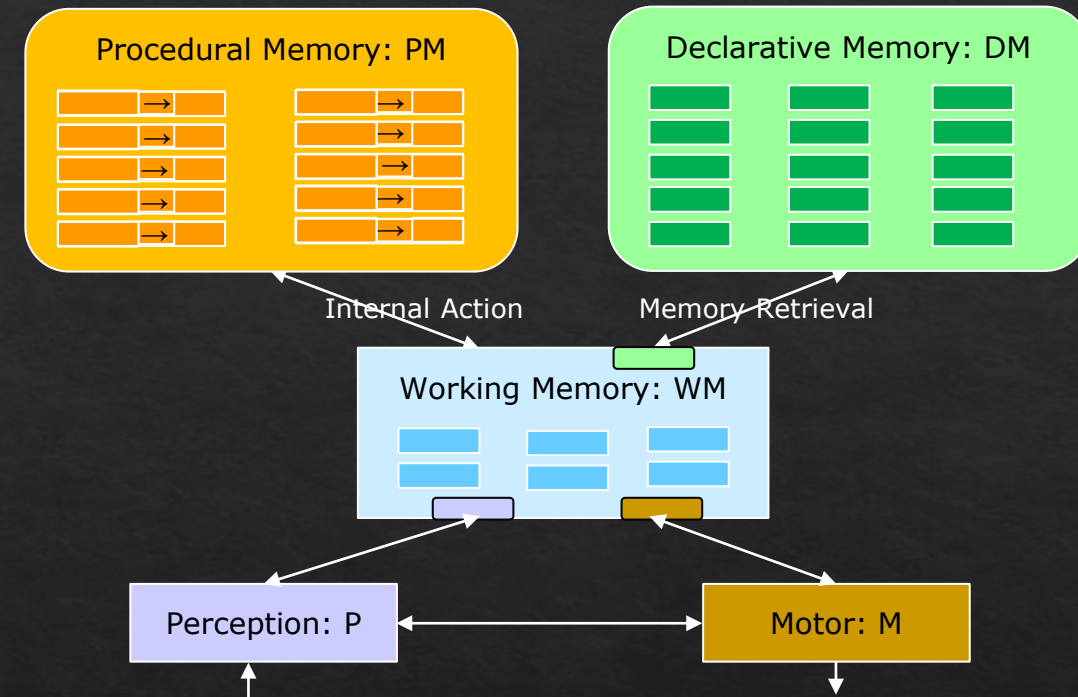 Procedural Memory: PM
Declarative Memory: DM
→ →
→ →
→ →
→ →
→ →
Internal Action
Memory Retrieval
Working Memory: WM
Perception: P
Motor: M